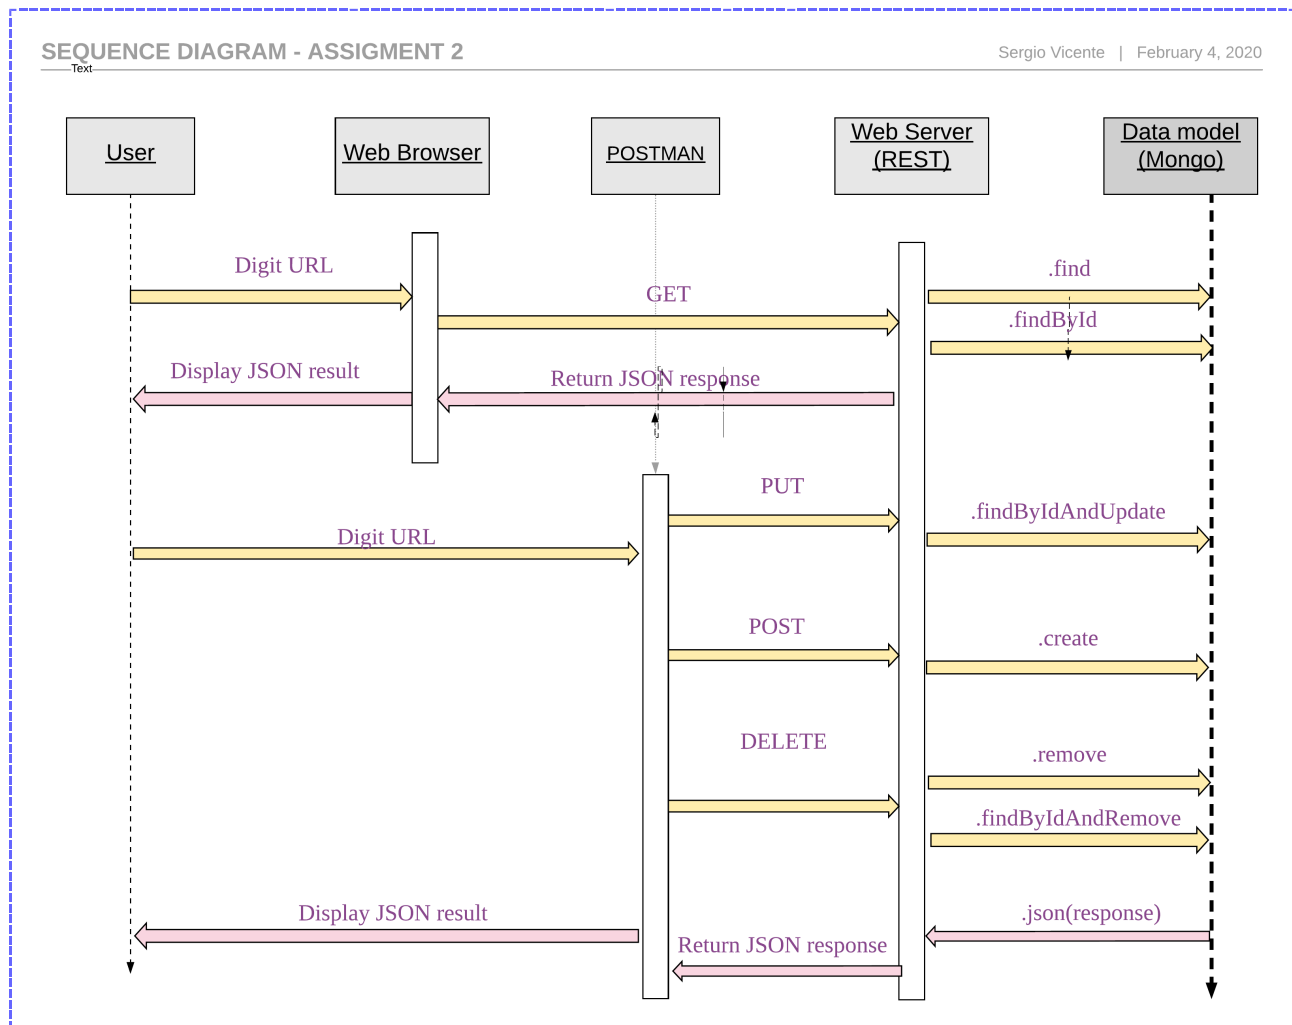 SEQUENCE DIAGRAM - ASSIGMENT 2
Sergio Vicente | February 4, 2020
Text
User
Web Browser
POSTMAN
Web Server
(REST)
Data model
(Mongo)
Digit URL
.find
GET
.findById
Display JSON result
Return JSON response
PUT
.findByIdAndUpdate
Digit URL
POST
.create
DELETE
.remove
.findByIdAndRemove
Display JSON result
.json(response)
Return JSON response